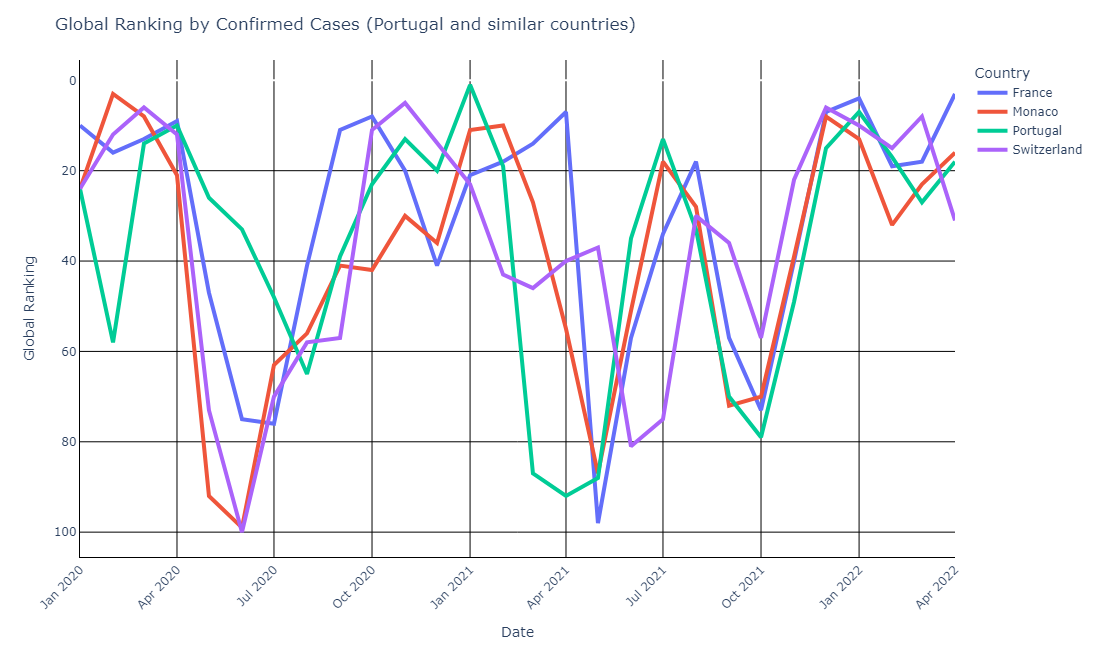 Global Ranking by Confirmed Cases (Portugal and similar countries)
Country
France
Monaco
Portugal
Switzerland
Global Ranking
0
20
40
60
80
100
Jan 2020
Apr 2020
Jul 2020
Oct 2020
Jan 2021
Apr 2021
Jul 2021
Oct 2021
Jan 2022
Apr 2022
Date